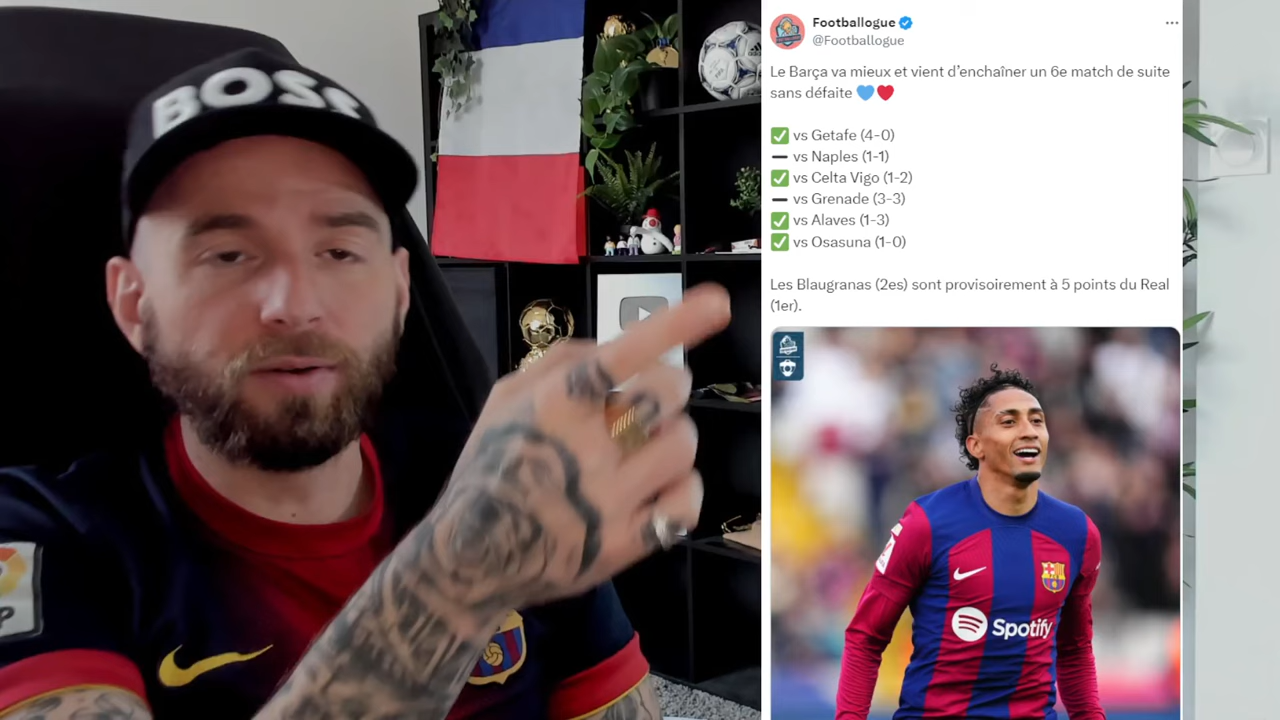 BOSS
Footballogue
@Footballogue
Le Barça va mieux et vient d'enchaîner un 6e match de suite
sans défaite 💙❤️
✅ vs Getafe (4-0)
➖ vs Naples (1-1)
✅ vs Celta Vigo (1-2)
➖ vs Grenade (3-3)
✅ vs Alaves (1-3)
✅ vs Osasuna (1-0)
Les Blaugranas (2es) sont provisoirement à 5 points du Real
(1er).
Spotify